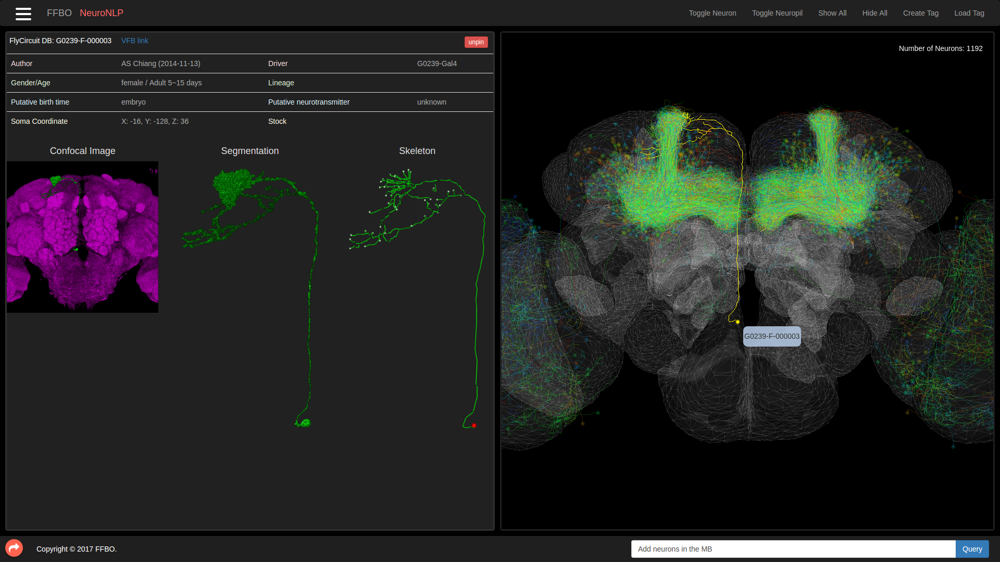 FFBO NeuroNLP
Toggle Neuron Toggle Neuropil Show All Hide All Create Tag Load Tag
FlyCircuit DB: G0239-F-000003 VFB link unpin
Author AS Chiang (2014-11-13) Driver G0239-Gal4
Gender/Age female / Adult 5~15 days Lineage
Putative birth time embryo Putative neurotransmitter unknown
Soma Coordinate X: -16, Y: -128, Z: 36 Stock
Confocal Image Segmentation Skeleton
Number of Neurons: 1192
G0239-F-000003
Copyright © 2017 FFBO.
Add neurons in the MB Query